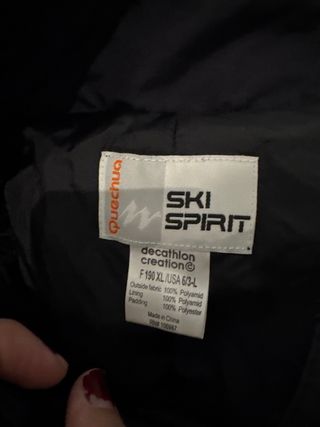 Quechua
SKI
SPIRIT
decathlon
creation©
F 190 XL /USA 6/3-L
Outside fabric 100% Polyamid
Lining 100% Polyamid
Padding 100% Polyester
Made in China